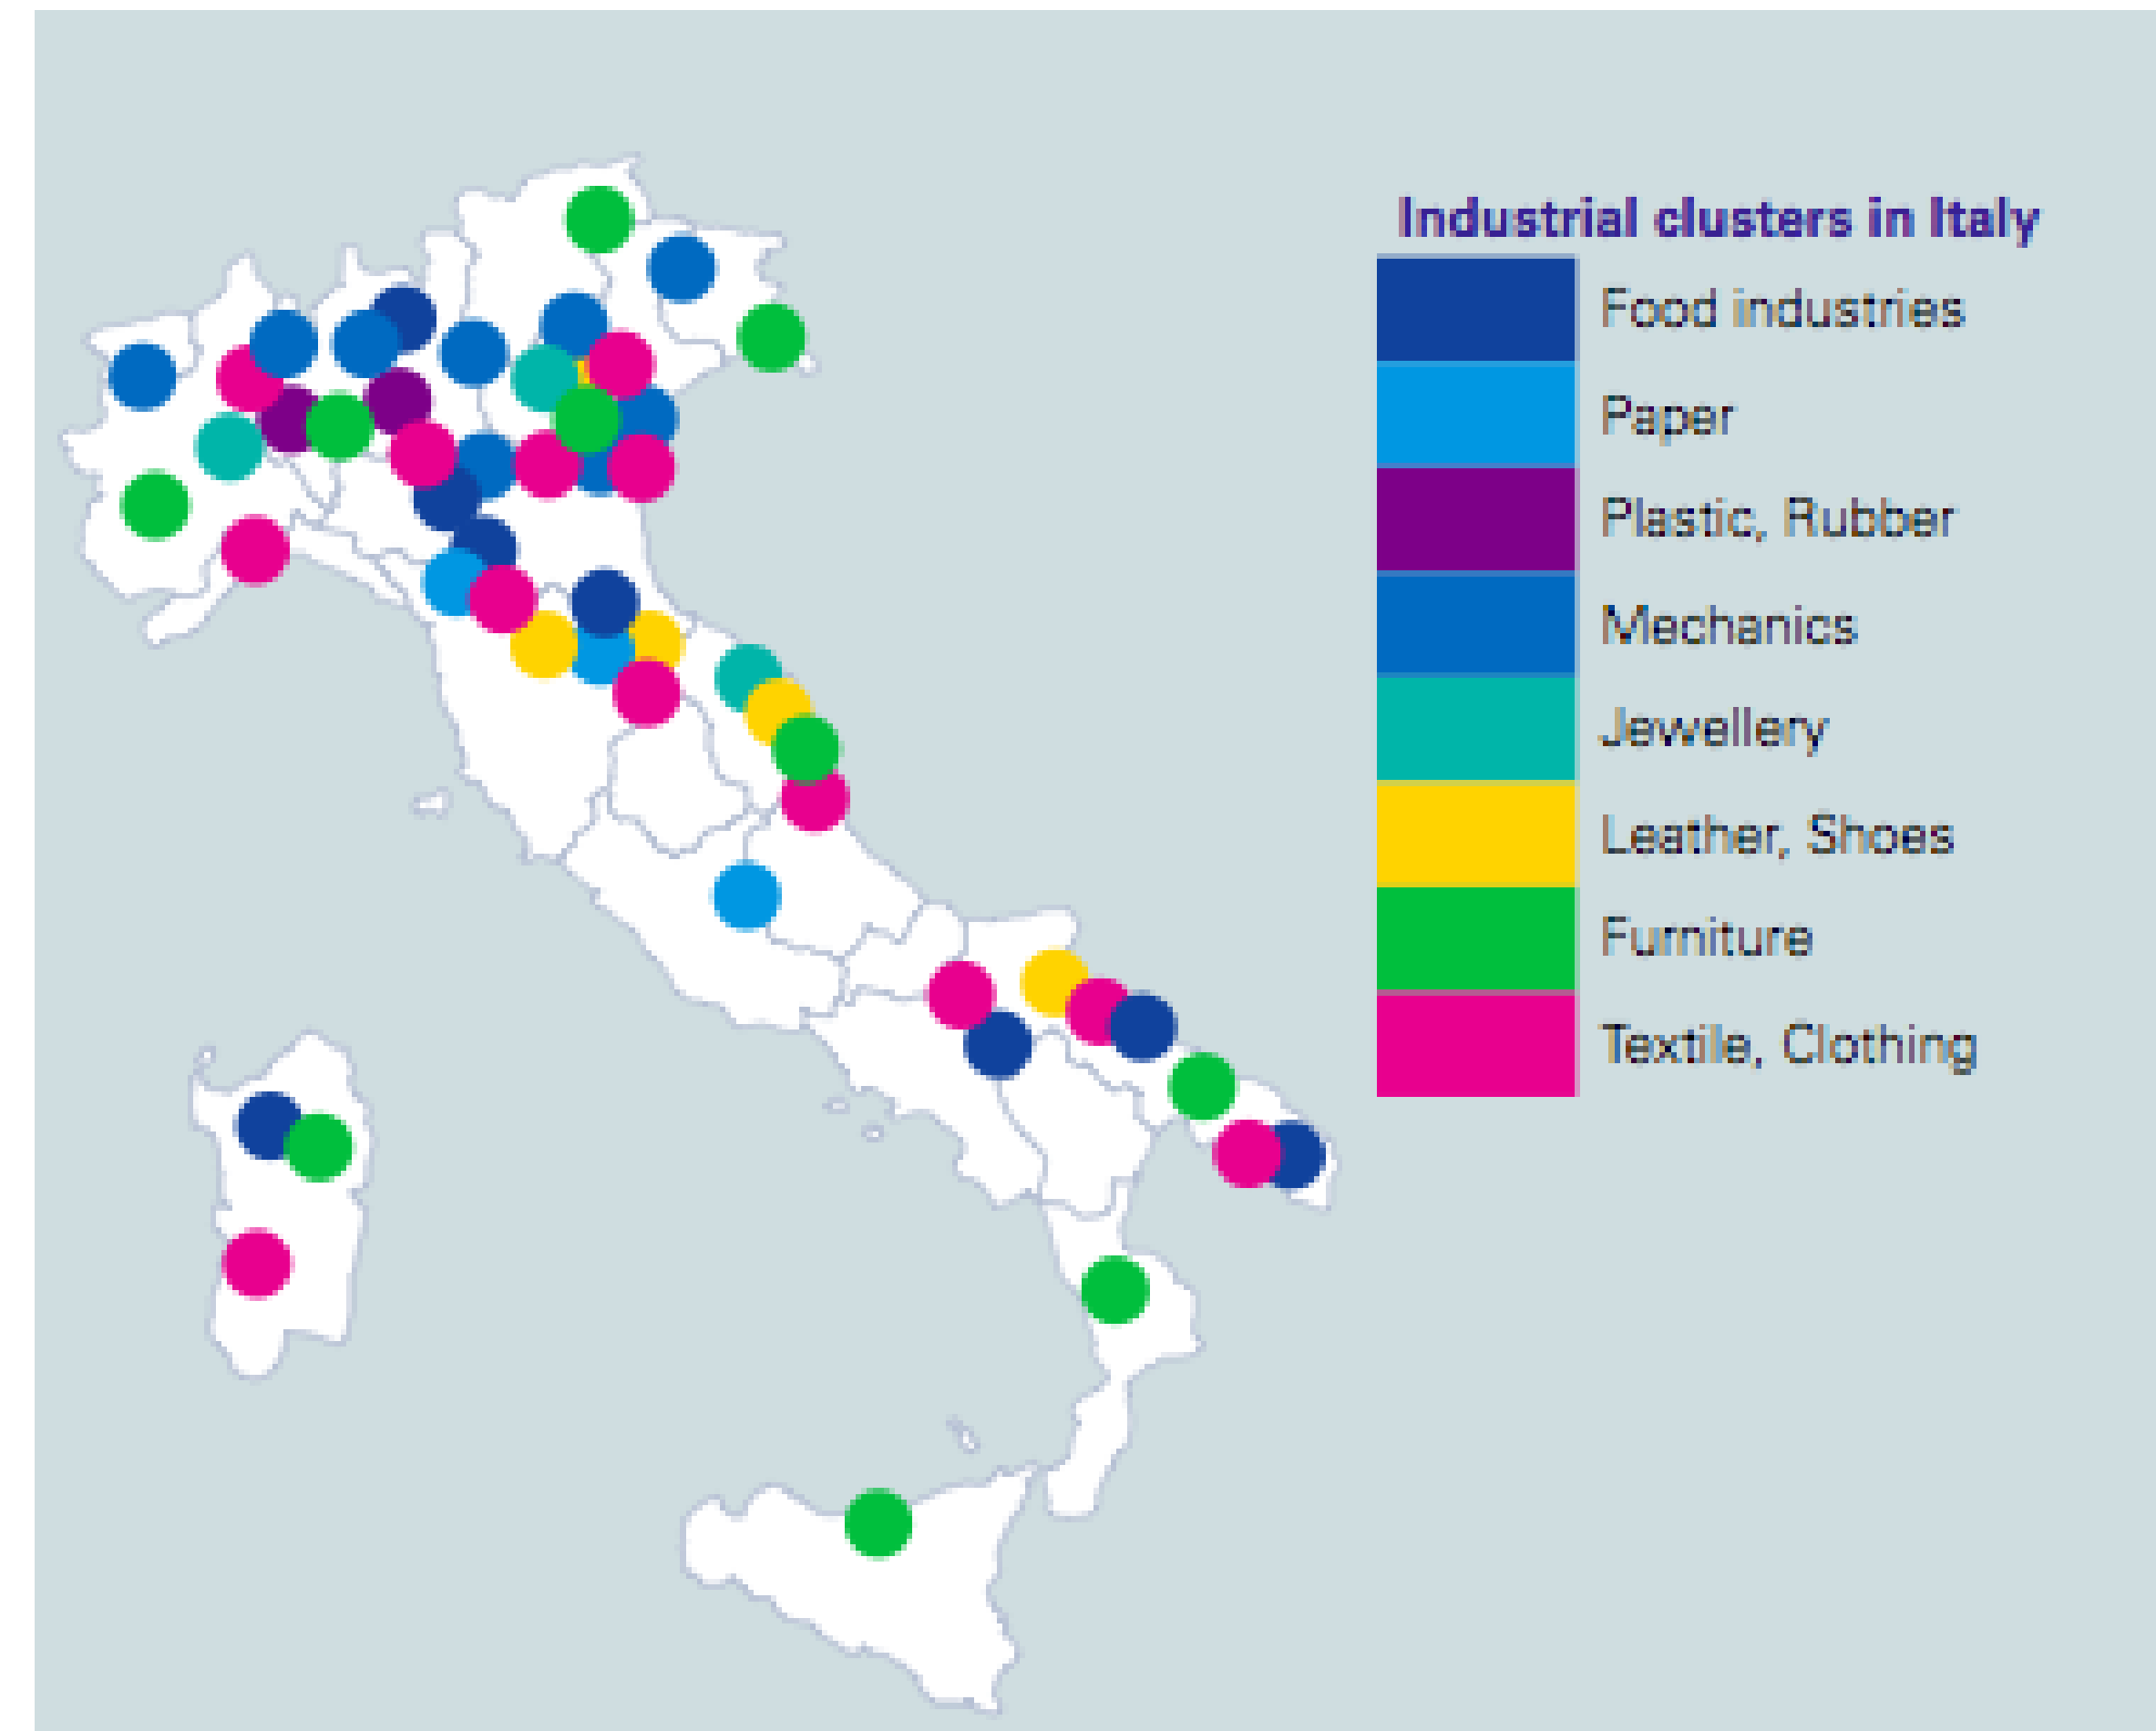 Industrial clusters in Italy
Food industries
Paper
Plastic, Rubber
Mechanics
Jewellery
Leather, Shoes
Furniture
Textile, Clothing